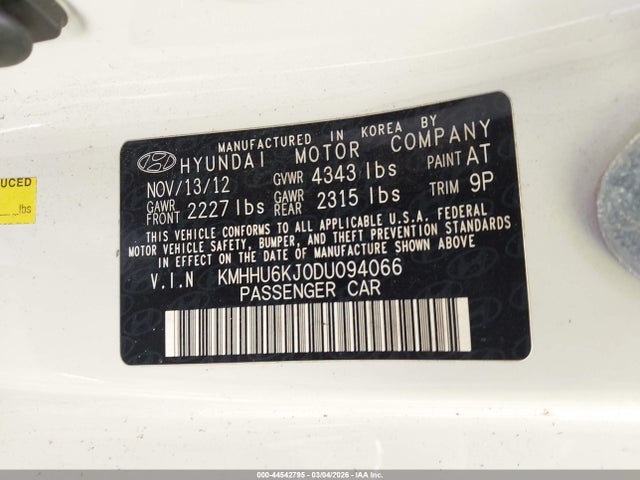 MANUFACTURED IN KOREA BY
HYUNDAI MOTOR COMPANY
NOV/13/12 GVWR 4343 lbs PAINT AT
GAWR FRONT 2227 lbs GAWR REAR 2315 lbs TRIM 9P
THIS VEHICLE CONFORMS TO ALL APPLICABLE U.S.A. FEDERAL
MOTOR VEHICLE SAFETY, BUMPER, AND THEFT PREVENTION STANDARDS
IN EFFECT ON THE DATE OF MANUFACTURE SHOWN ABOVE.
V.I.N KMHHU6KJ0DU094066
PASSENGER CAR
UCED
lbs
000-44542795 - 03/04/2026 - IAAI.COM